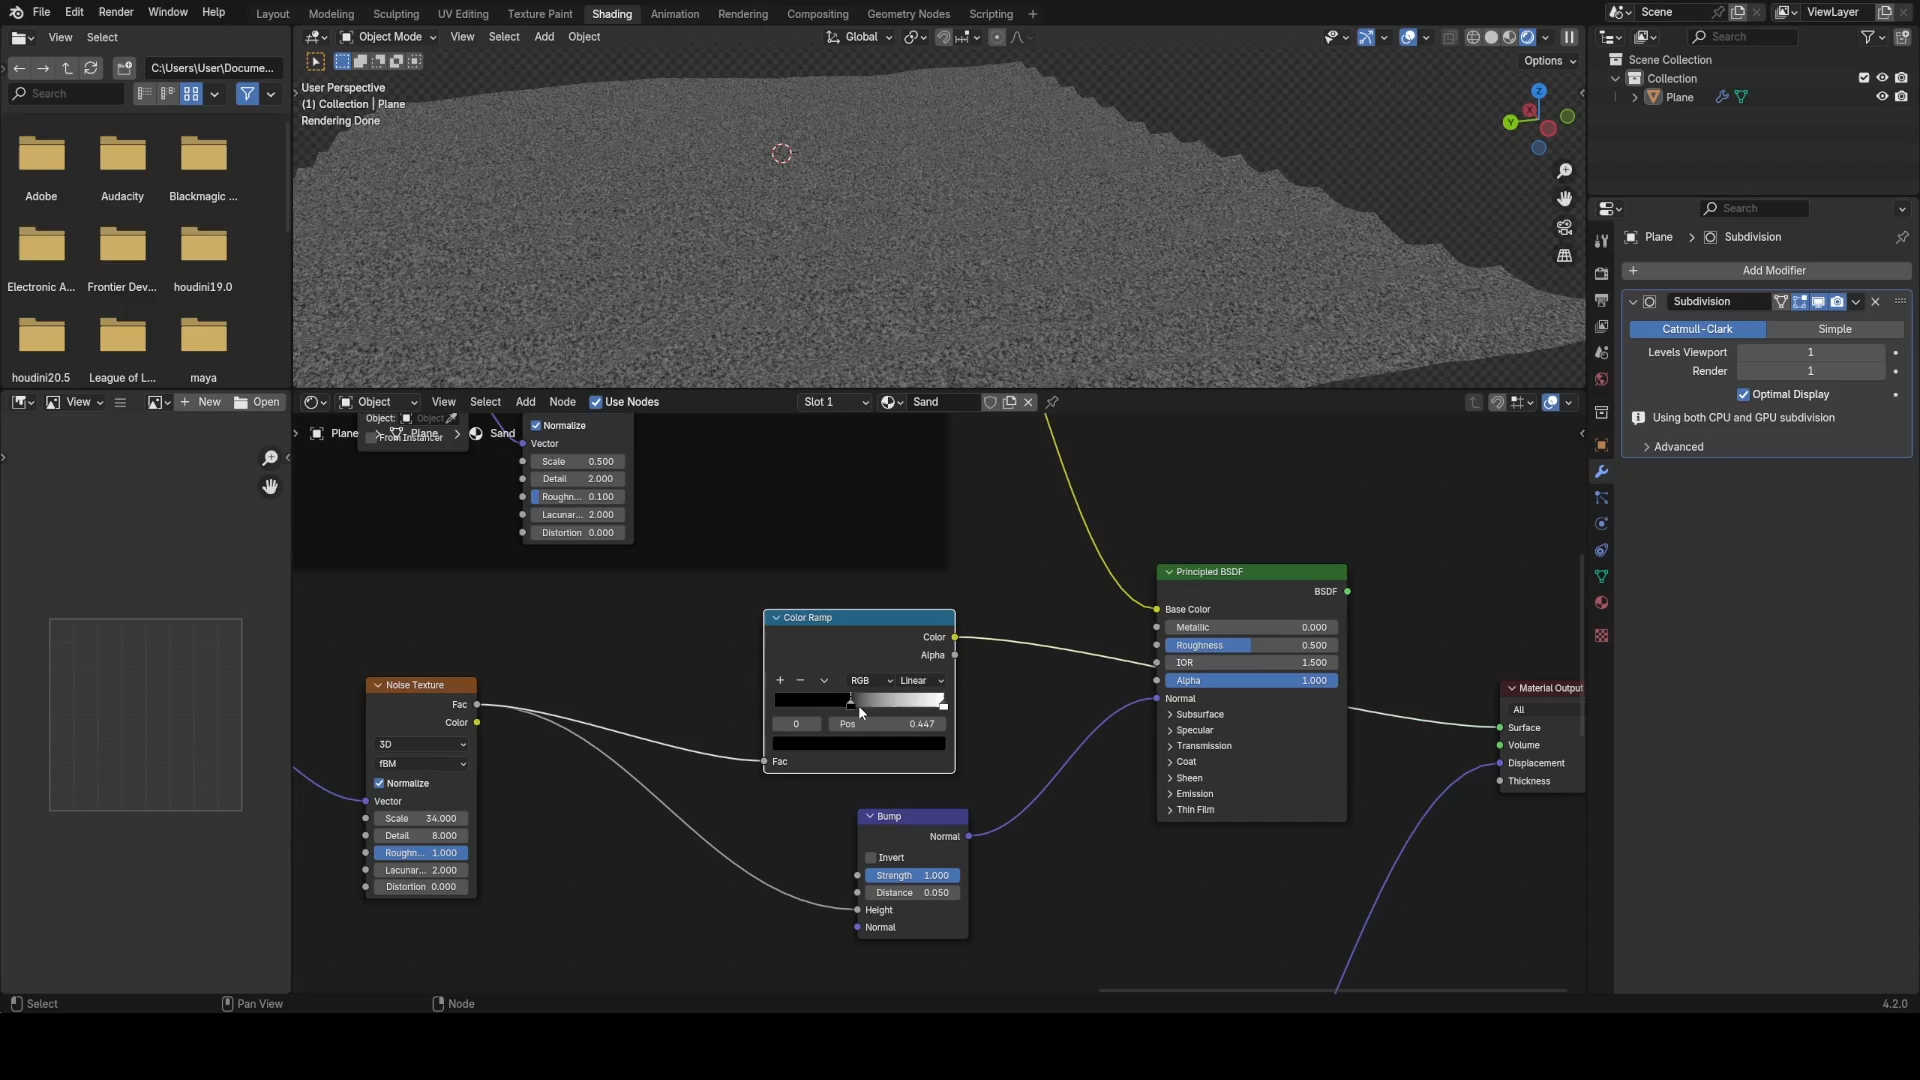 File Edit Render Window Help Layout Modeling Sculpting UV Editing Texture Paint Shading Animation Rendering Compositing Geometry Nodes Scripting + Scene ViewLayer
View Select
Object Mode View Select Add Object Global
Search
C:\Users\User\Docume...
Options
Search
User Perspective
(1) Collection | Plane
Rendering Done
Scene Collection
Collection
Plane
Adobe Audacity Blackmagic ...
Electronic A... Frontier Dev... houdini19.0
houdini20.5 League of L... maya
X
Y
Z
Search
Plane > Subdivision
Add Modifier
Subdivision
Catmull-Clark Simple
Levels Viewport 1
Render 1
Optimal Display
Using both CPU and GPU subdivision
Advanced
View + New Open
Object View Select Add Node Use Nodes Slot 1 Sand
Object: Object
From Instancer
Plane > Plane > Sand
Normalize
Vector
Scale 0.500
Detail 2.000
Roughn... 0.100
Lacunar... 2.000
Distortion 0.000
Noise Texture
Fac
Color
3D
fBM
Normalize
Vector
Scale 34.000
Detail 8.000
Roughn... 1.000
Lacunar... 2.000
Distortion 0.000
Color Ramp
Color
Alpha
RGB Linear
0 Pos 0.447
Fac
Bump
Normal
Invert
Strength 1.000
Distance 0.050
Height
Normal
Principled BSDF
BSDF
Base Color
Metallic 0.000
Roughness 0.500
IOR 1.500
Alpha 1.000
Normal
Subsurface
Specular
Transmission
Coat
Sheen
Emission
Thin Film
Material Output
All
Surface
Volume
Displacement
Thickness
Select Pan View Node 4.2.0